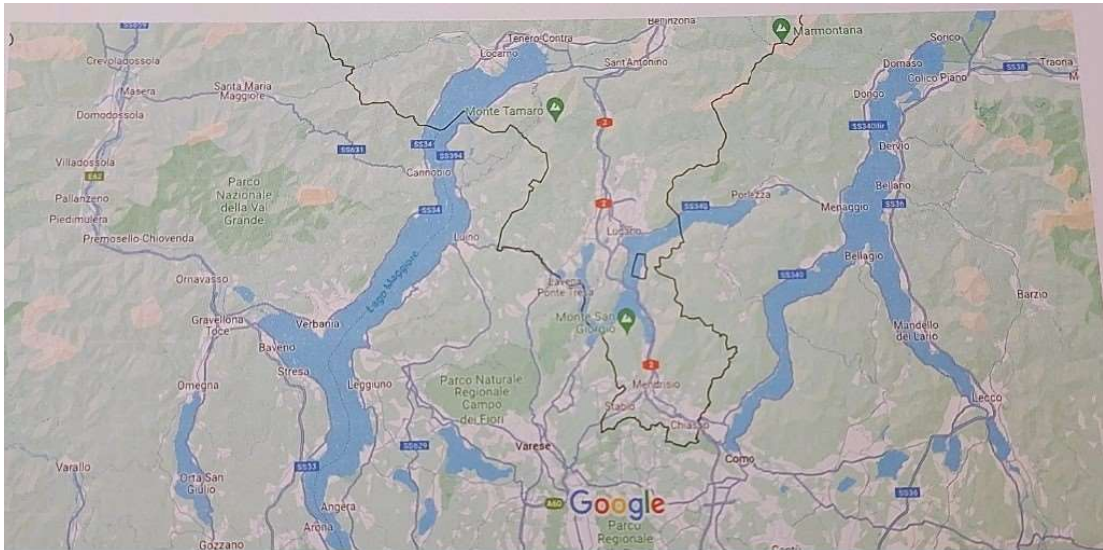 Bellinzona
Marmontana
Sorico
Crevoladossola
Tenero-Contra
Locarno
Sant'Antonino
Domaso
SS38
Traona
Colico Piano
Masera
Santa Maria
Maggiore
Domodossola
Monte Tamaro
Dongo
2
SS340dir
SS34
SS631
SS394
Dervio
Villadossola
E62
Cannobio
Parco
Nazionale
della Val
Grande
Bellano
Pallanzeno
Piedimulera
Porlezza
2
SS340
Menaggio
SS36
SS34
Premosello-Chiovenda
Luino
Lugano
Bellagio
Ornavasso
Lago Maggiore
Lavena
Ponte Tresa
SS340
Barzio
Gravellona
Toce
Verbania
Monte San
Giorgio
Mandello
del Lario
Baveno
Stresa
2
Omegna
Leggiuno
Parco Naturale
Regionale
Campo
dei Fiori
Mendrisio
Stabio
Lecco
Chiasso
SS629
Varese
Como
Varallo
SS33
Orta San
Giulio
SS36
Angera
A60
Google
Arona
Parco
Regionale
Gozzano